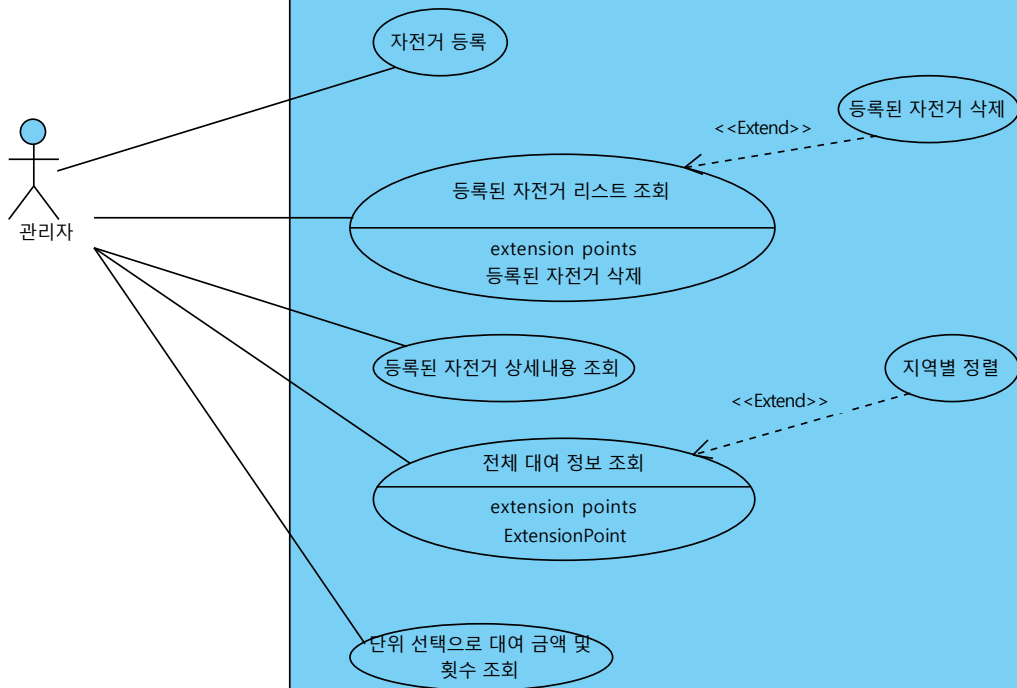 자전거 등록
등록된 자전거 삭제
<<Extend>>
등록된 자전거 리스트 조회
관리자
extension points
등록된 자전거 삭제
등록된 자전거 상세내용 조회
지역별 정렬
<<Extend>>
전체 대여 정보 조회
extension points
ExtensionPoint
단위 선택으로 대여 금액 및
횟수 조회